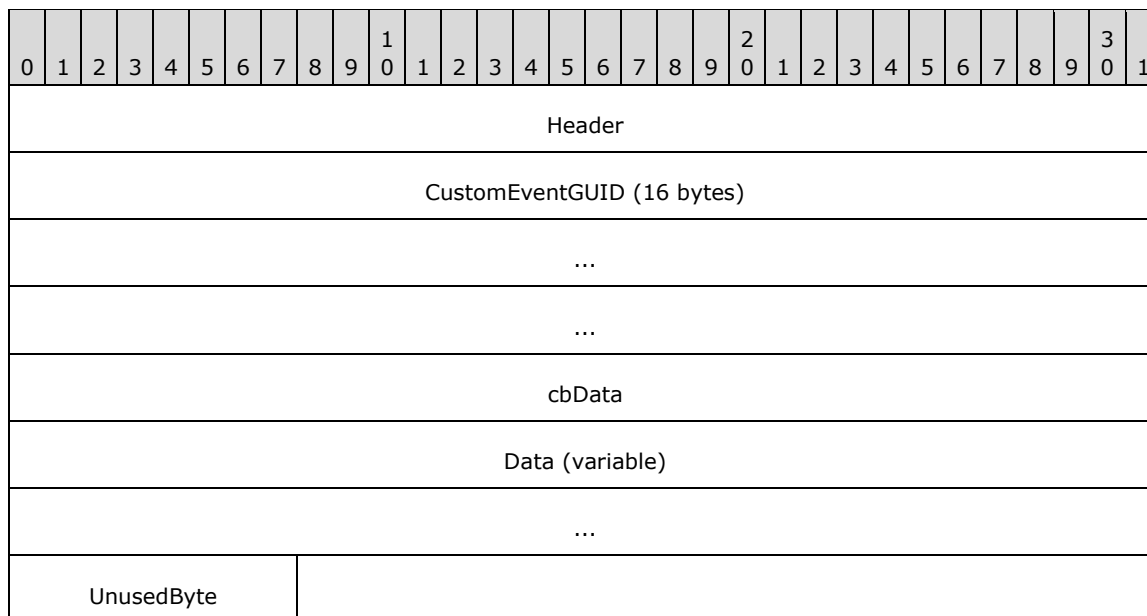 1 2 3
0 1 2 3 4 5 6 7 8 9 0 1 2 3 4 5 6 7 8 9 0 1 2 3 4 5 6 7 8 9 0 1
Header
CustomEventGUID (16 bytes)
...
...
cbData
Data (variable)
...
UnusedByte